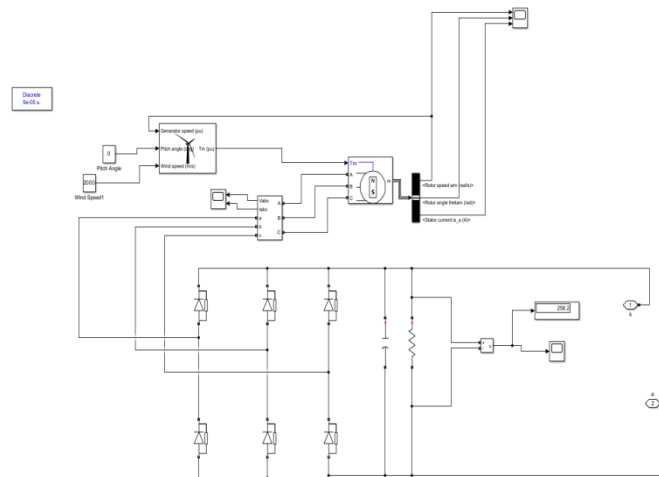 Discrete
5e-05 s.
Generator speed (pu)
Pitch angle (deg)
Tm (pu)
Wind speed (m/s)
0
Pitch Angle
Wind Speed1
Tm
A
B
C
m
N
S
<Rotor speed wm (rad/s)>
<Rotor angle thetam (rad)>
<Stator current is_a (A)>
Vabc
Iabc
a
b
c
A
B
C
258.2
+
-
v
1
k
a
2